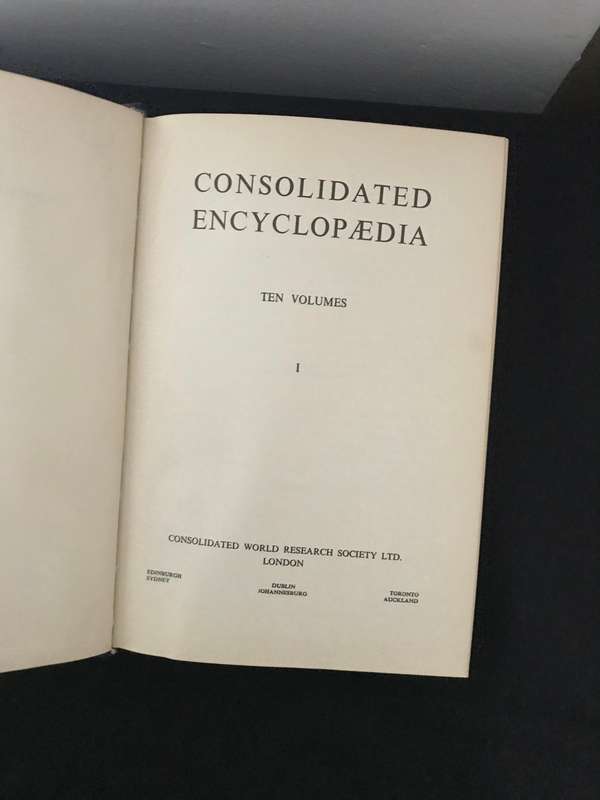 CONSOLIDATED
ENCYCLOPÆDIA
TEN VOLUMES
I
CONSOLIDATED WORLD RESEARCH SOCIETY LTD.
LONDON
EDINBURGH
SYDNEY
DUBLIN
JOHANNESBURG
TORONTO
AUCKLAND